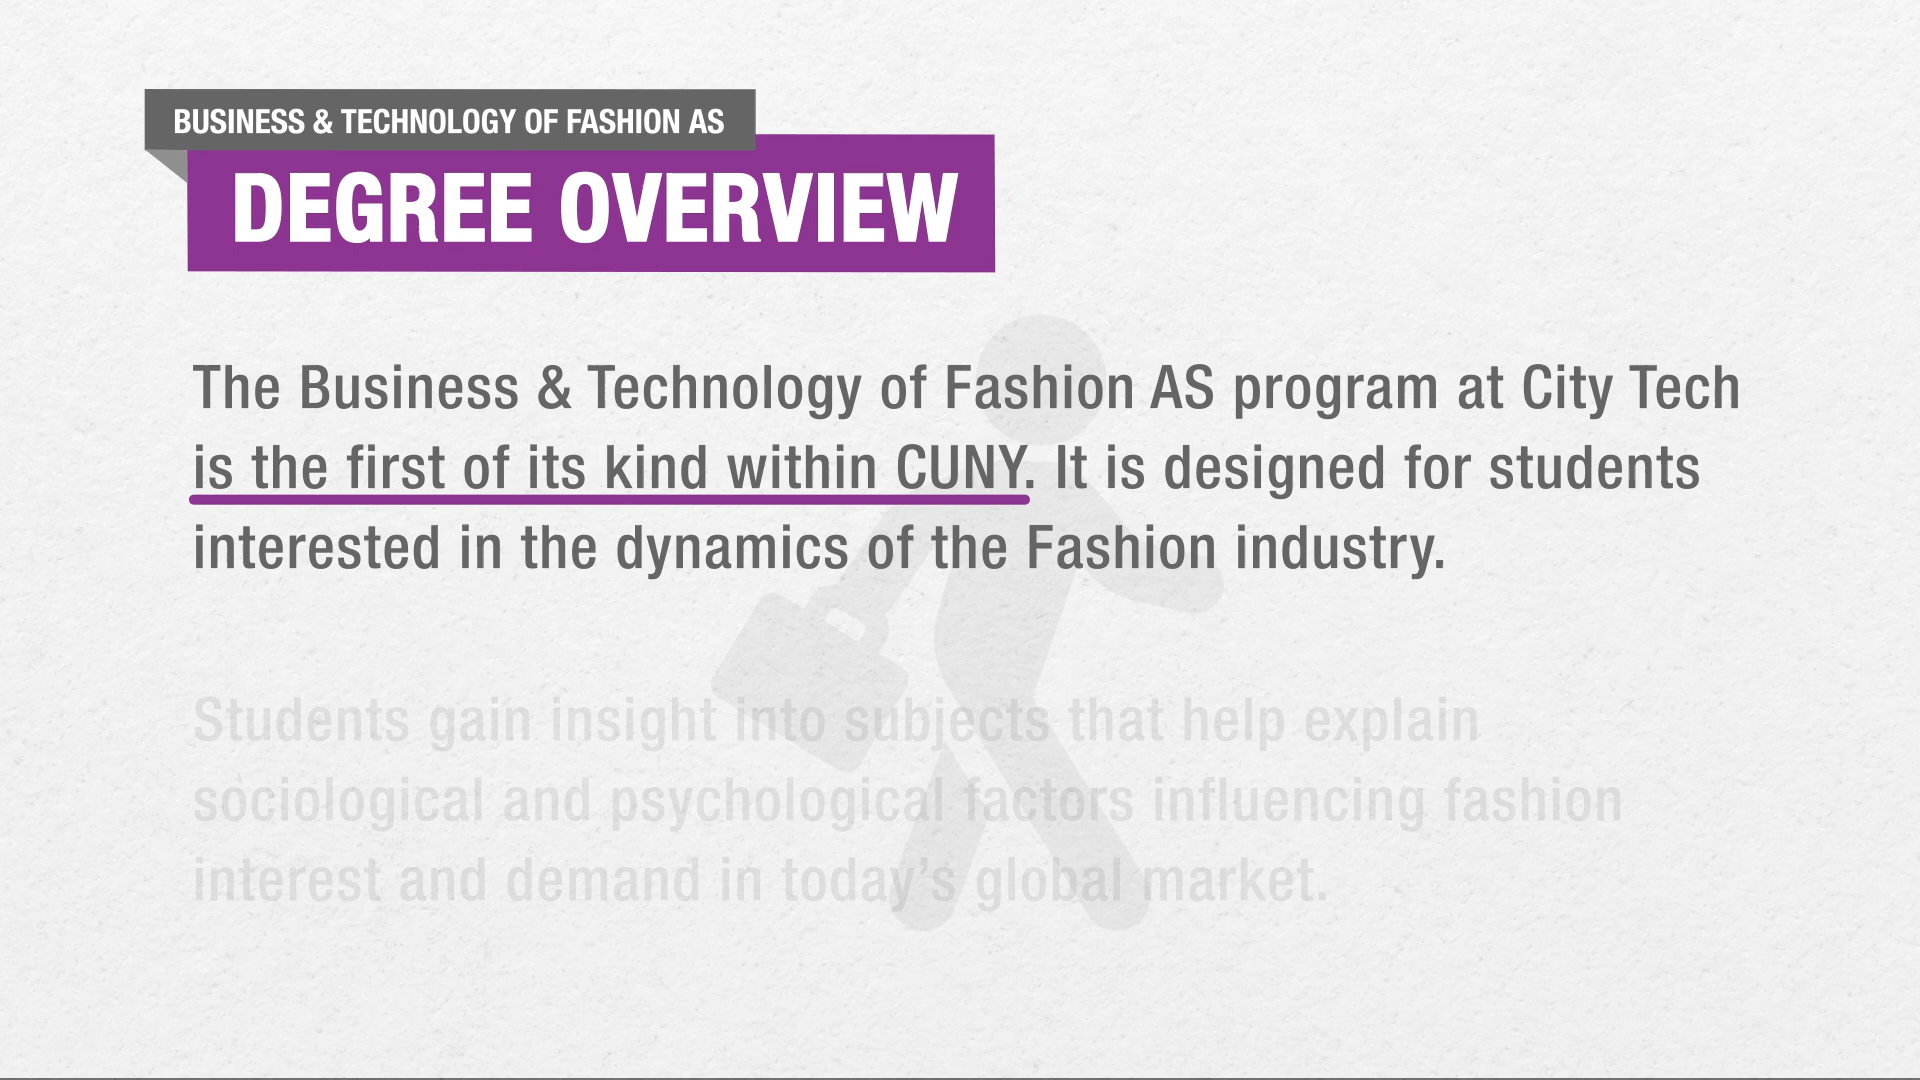 BUSINESS & TECHNOLOGY OF FASHION AS
DEGREE OVERVIEW
The Business & Technology of Fashion AS program at City Tech
is the first of its kind within CUNY. It is designed for students
interested in the dynamics of the Fashion industry.
Students gain insight into subjects that help explain
sociological and psychological factors influencing fashion
interest and demand in today’s global market.